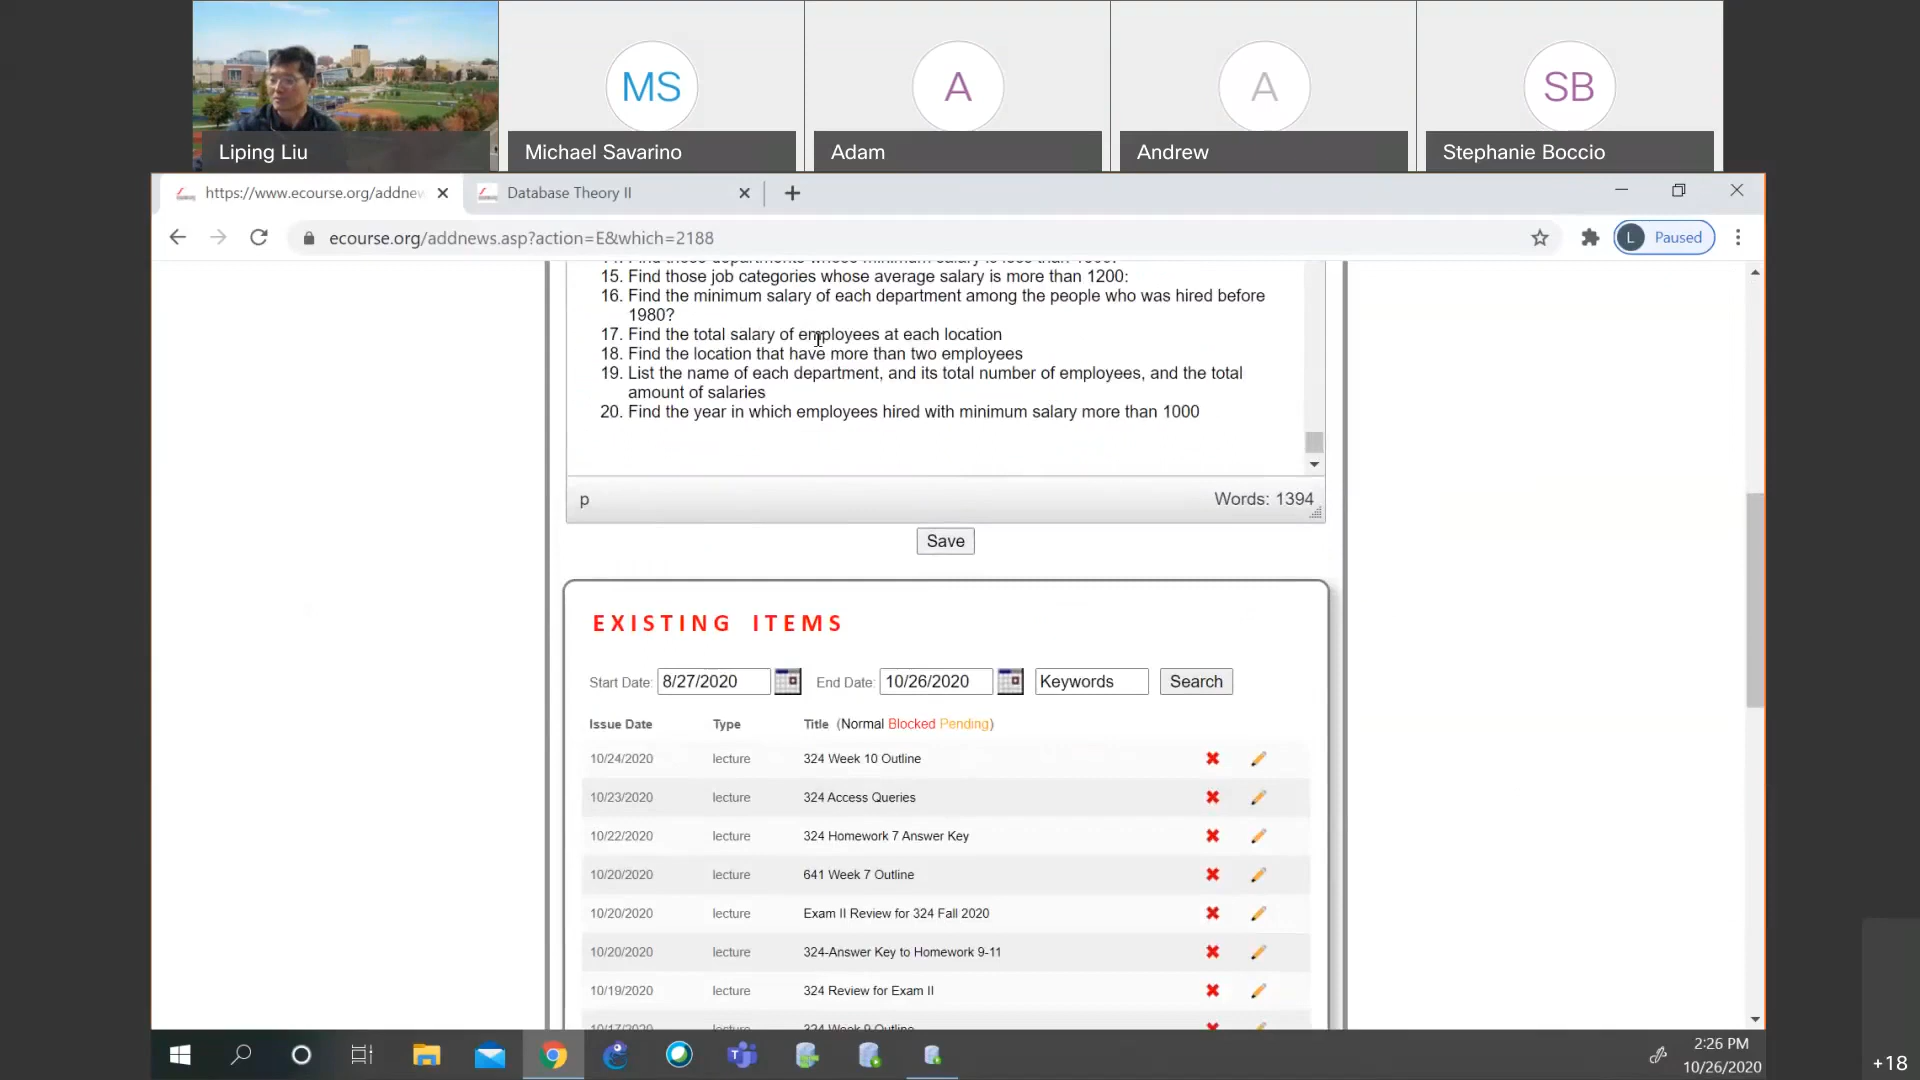 MS
A
A
SB
Liping Liu
Michael Savarino
Adam
Andrew
Stephanie Boccio
https://www.ecourse.org/addnew
Database Theory II
ecourse.org/addnews.asp?action=E&which=2188
L
Paused
15. Find those job categories whose average salary is more than 1200:
16. Find the minimum salary of each department among the people who was hired before
1980?
17. Find the total salary of employees at each location
18. Find the location that have more than two employees
19. List the name of each department, and its total number of employees, and the total
amount of salaries
20. Find the year in which employees hired with minimum salary more than 1000
p
Words: 1394
Save
EXISTING ITEMS
Start Date: 8/27/2020 End Date: 10/26/2020 Keywords Search
Issue Date Type Title (Normal Blocked Pending)
10/24/2020 lecture 324 Week 10 Outline
10/23/2020 lecture 324 Access Queries
10/22/2020 lecture 324 Homework 7 Answer Key
10/20/2020 lecture 641 Week 7 Outline
10/20/2020 lecture Exam II Review for 324 Fall 2020
10/20/2020 lecture 324-Answer Key to Homework 9-11
10/19/2020 lecture 324 Review for Exam II
10/17/2020 lecture 324 Week 9 Outline
2:26 PM
10/26/2020
+18